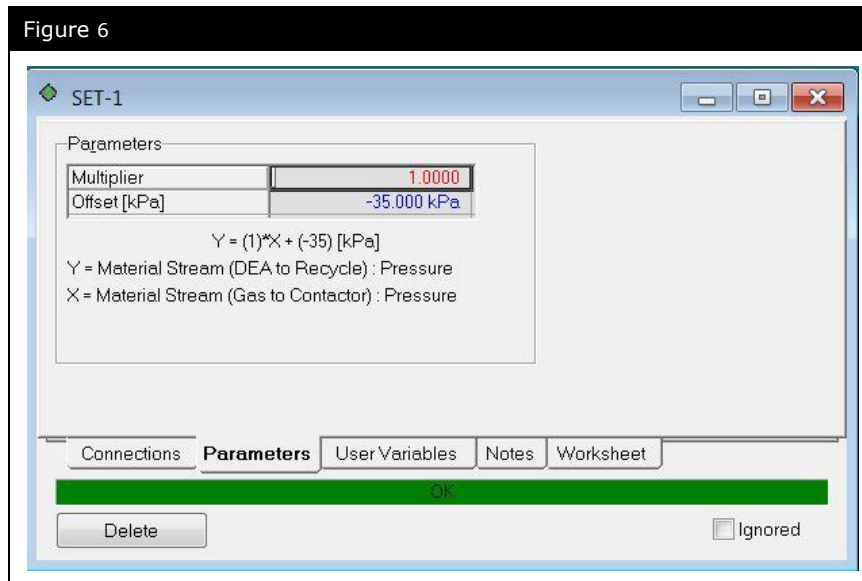 Figure 6
SET-1
Parameters
Multiplier 1.0000
Offset [kPa] -35.000 kPa
Y = (1)*X + (-35) [kPa]
Y = Material Stream (DEA to Recycle) : Pressure
X = Material Stream (Gas to Contactor) : Pressure
Connections Parameters User Variables Notes Worksheet
OK
Delete Ignored